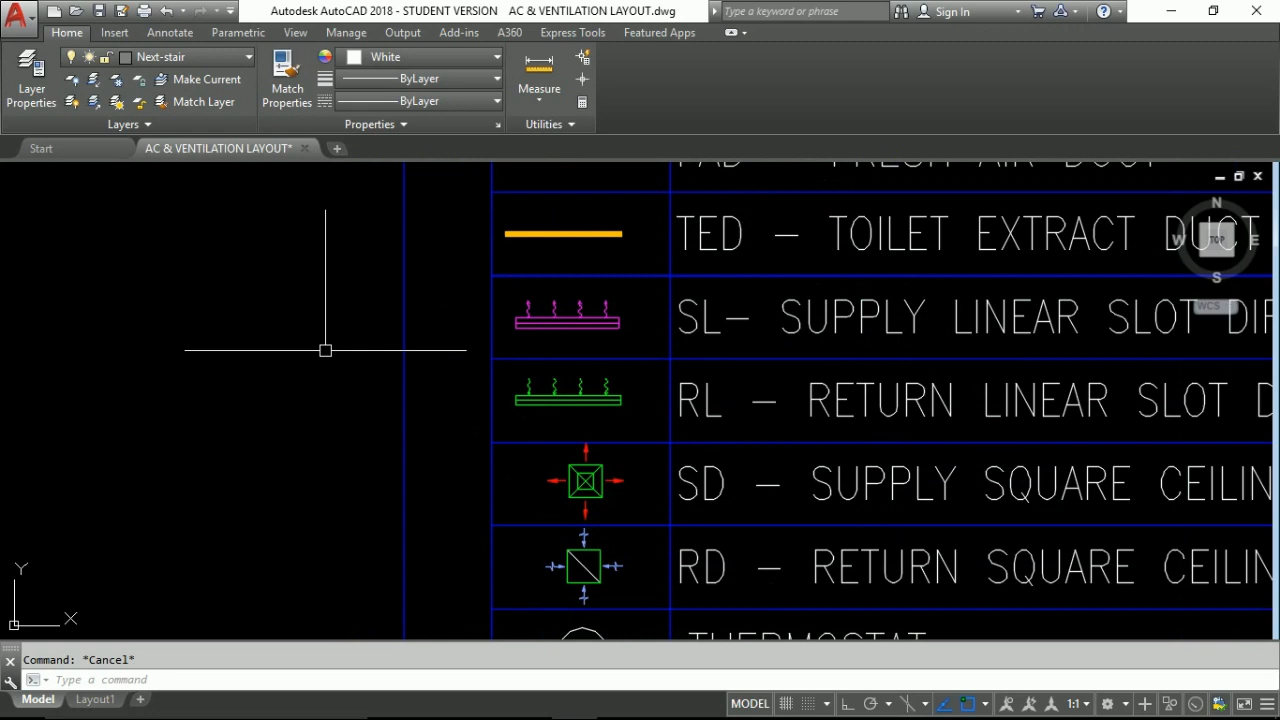 Autodesk AutoCAD 2018 - STUDENT VERSION AC & VENTILATION LAYOUT.dwg
Type a keyword or phrase
Sign In
Home Insert Annotate Parametric View Manage Output Add-ins A360 Express Tools Featured Apps
Layer Properties
Next-stair
Make Current
Match Layer
Layers
Match Properties
White
ByLayer
ByLayer
Properties
Measure
Utilities
Start
AC & VENTILATION LAYOUT*
FRESH AIR DUCT
TED - TOILET EXTRACT DUCT
SL- SUPPLY LINEAR SLOT DIF
RL - RETURN LINEAR SLOT D
SD - SUPPLY SQUARE CEILIN
RD - RETURN SQUARE CEILIN
THERMOSTAT
N
W TOP E
S
WCS
Y
X
Command: *Cancel*
Type a command
Model Layout1
MODEL
1:1